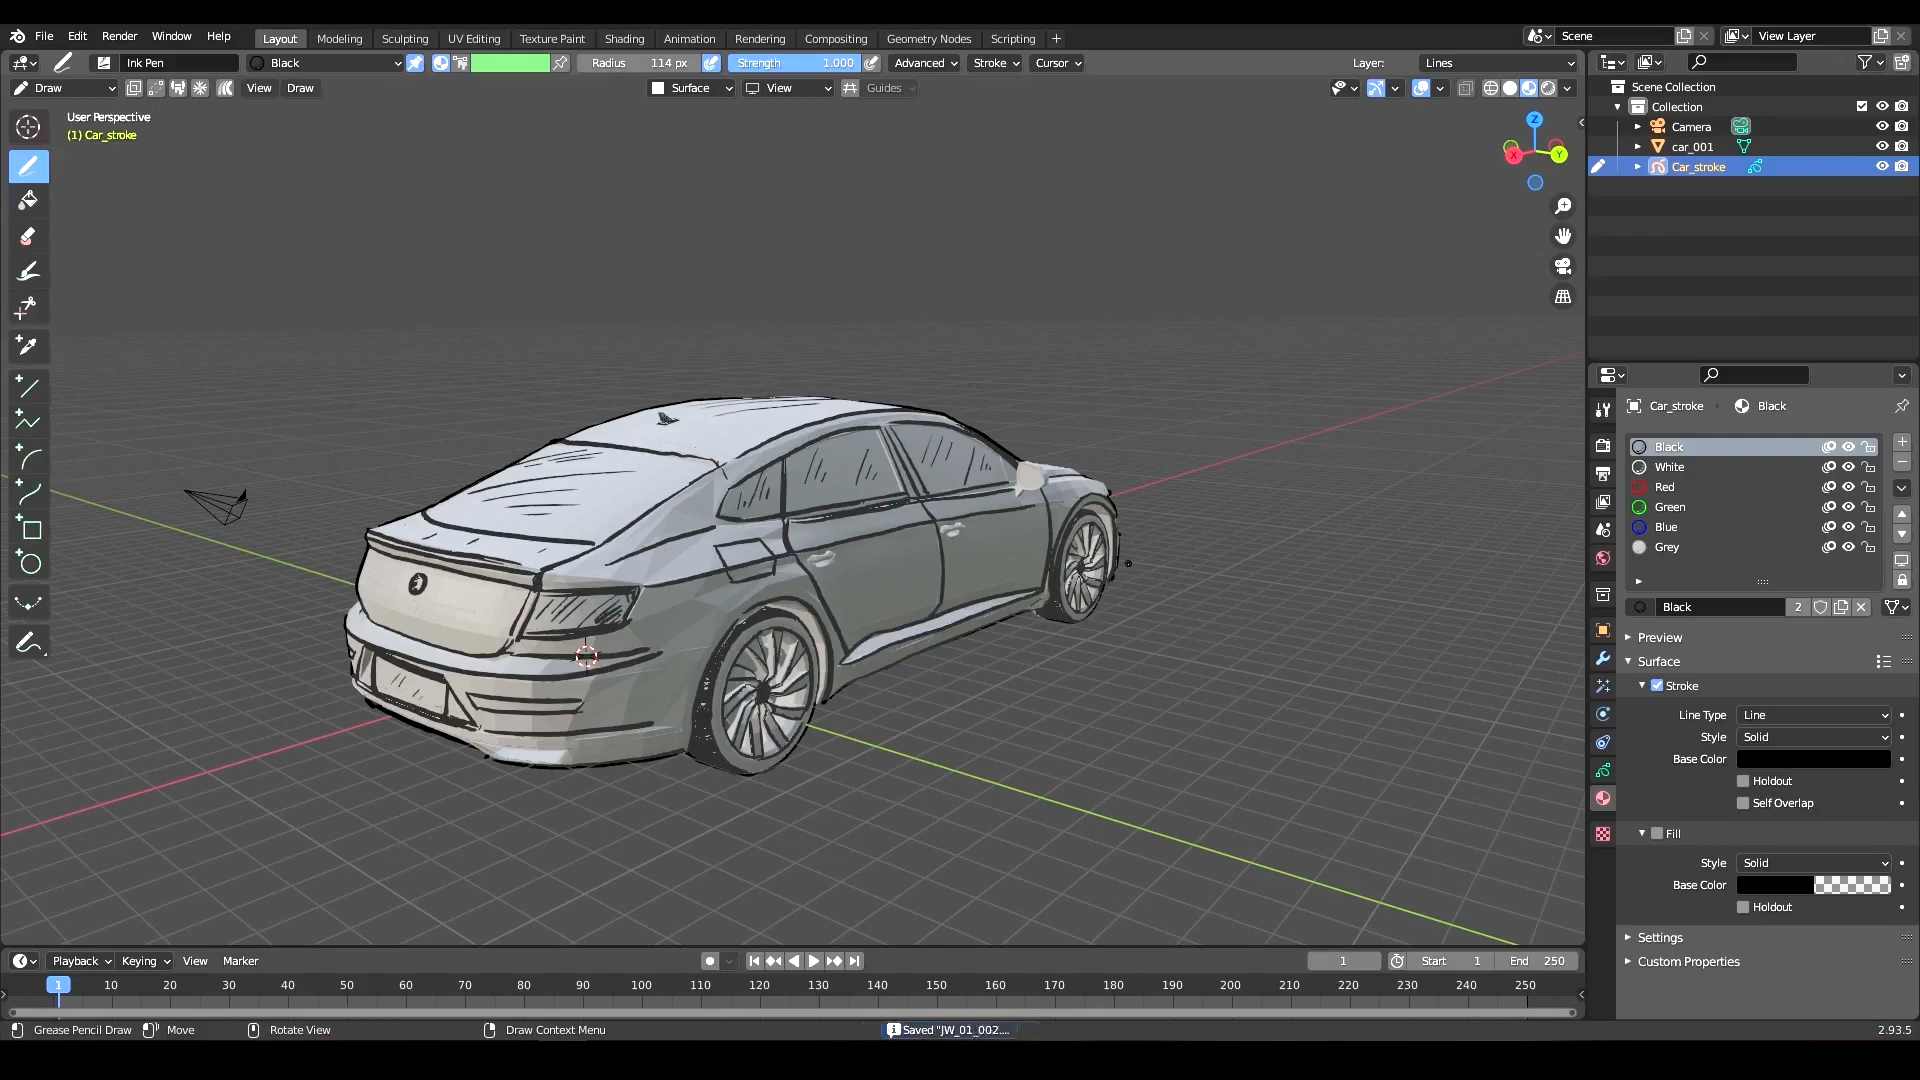 File Edit Render Window Help
Layout Modeling Sculpting UV Editing Texture Paint Shading Animation Rendering Compositing Geometry Nodes Scripting +
Scene
View Layer
Ink Pen
Black
Radius 114 px
Strength 1.000
Advanced Stroke Cursor
Layer: Lines
Draw
View Draw
Surface View Guides
User Perspective
(1) Car_stroke
Z
X Y
Scene Collection
Collection
Camera
car_001
Car_stroke
Car_stroke Black
Black
White
Red
Green
Blue
Grey
Black 2
Preview
Surface
Stroke
Line Type Line
Style Solid
Base Color
Holdout
Self Overlap
Fill
Style Solid
Base Color
Holdout
Settings
Custom Properties
Playback Keying View Marker
1 Start 1 End 250
1 10 20 30 40 50 60 70 80 90 100 110 120 130 140 150 160 170 180 190 200 210 220 230 240 250
Grease Pencil Draw Move Rotate View Draw Context Menu Saved "JW_01_002.... 2.93.5